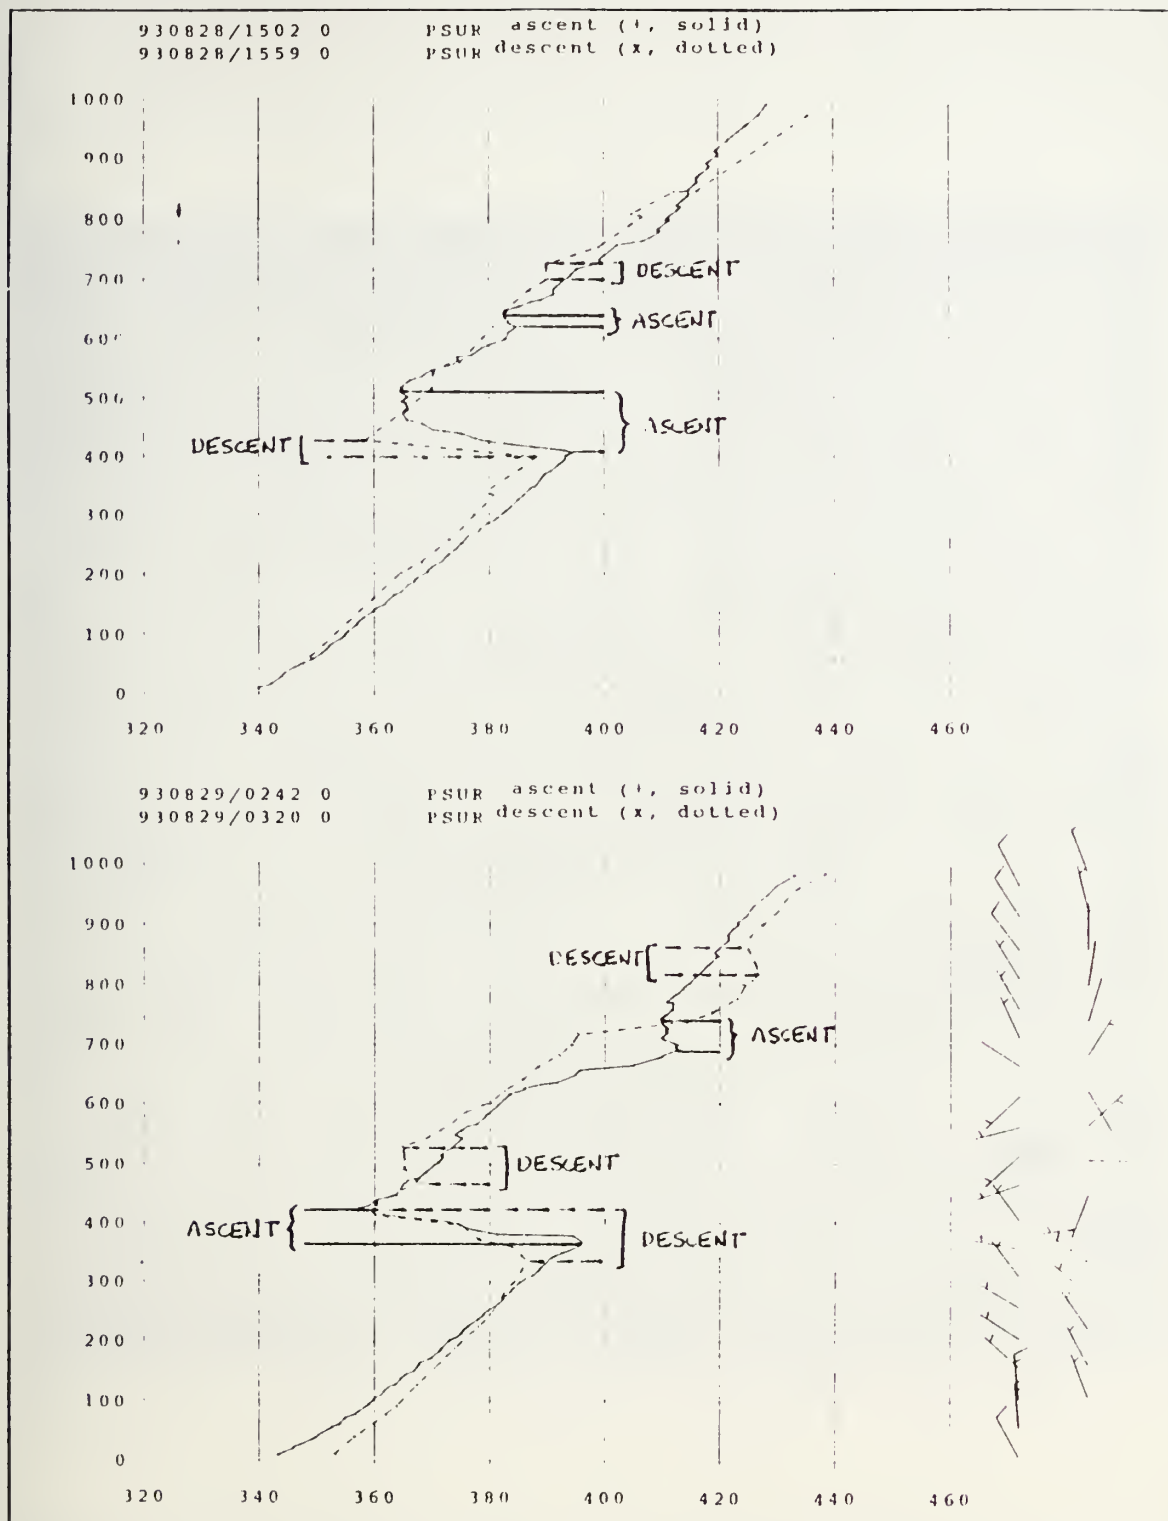 930828/1502 0 PSUR ascent (+, solid)
930828/1559 0 PSUR descent (x, dotted)
1000
900
800
700 DESCENT
ASCENT
600
500
ASCENT
DESCENT
400
300
200
100
0
320 340 360 380 400 420 440 460
930829/0242 0 PSUR ascent (+, solid)
930829/0320 0 PSUR descent (x, dotted)
1000
900
DESCENT
800
ASCENT
700
600
500 DESCENT
400
ASCENT DESCENT
300
200
100
0
320 340 360 380 400 420 440 460